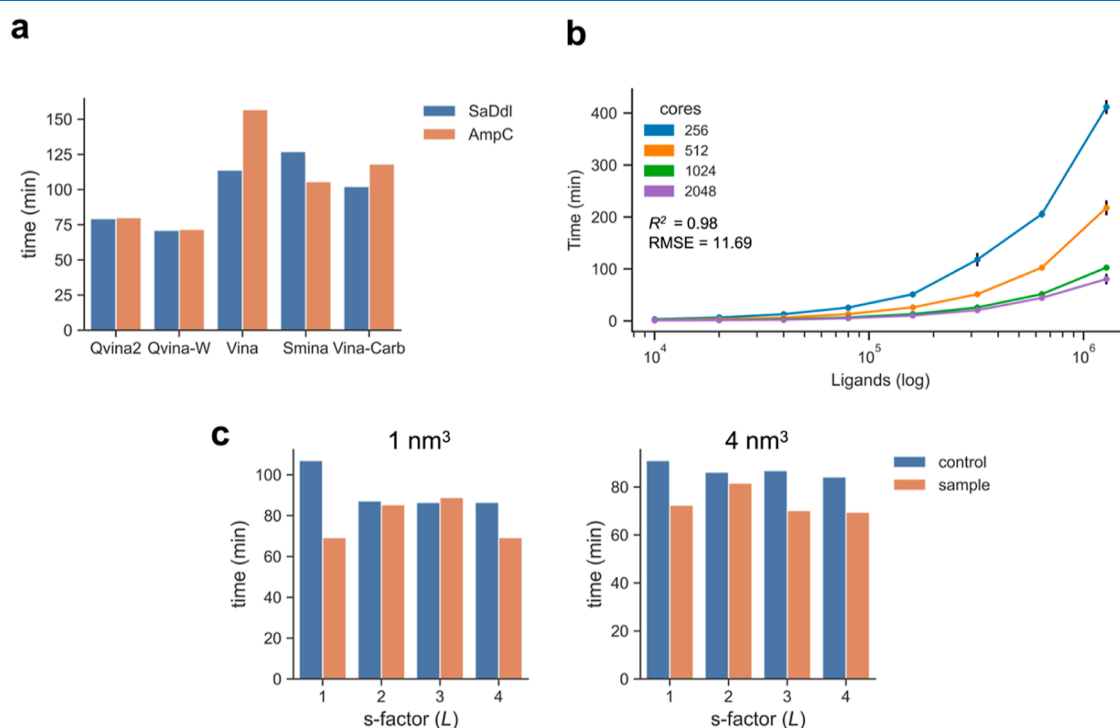 a
time (min)
150
125
100
75
50
25
0
Qvina2 Qvina-W Vina Smina Vina-Carb
SaDdl
AmpC
b
Time (min)
400
300
200
100
0
cores
256
512
1024
2048
R² = 0.98
RMSE = 11.69
10⁴ 10⁵ 10⁶
Ligands (log)
c
1 nm³
time (min)
100
80
60
40
20
0
1 2 3 4
s-factor (L)
4 nm³
time (min)
80
60
40
20
0
1 2 3 4
s-factor (L)
control
sample